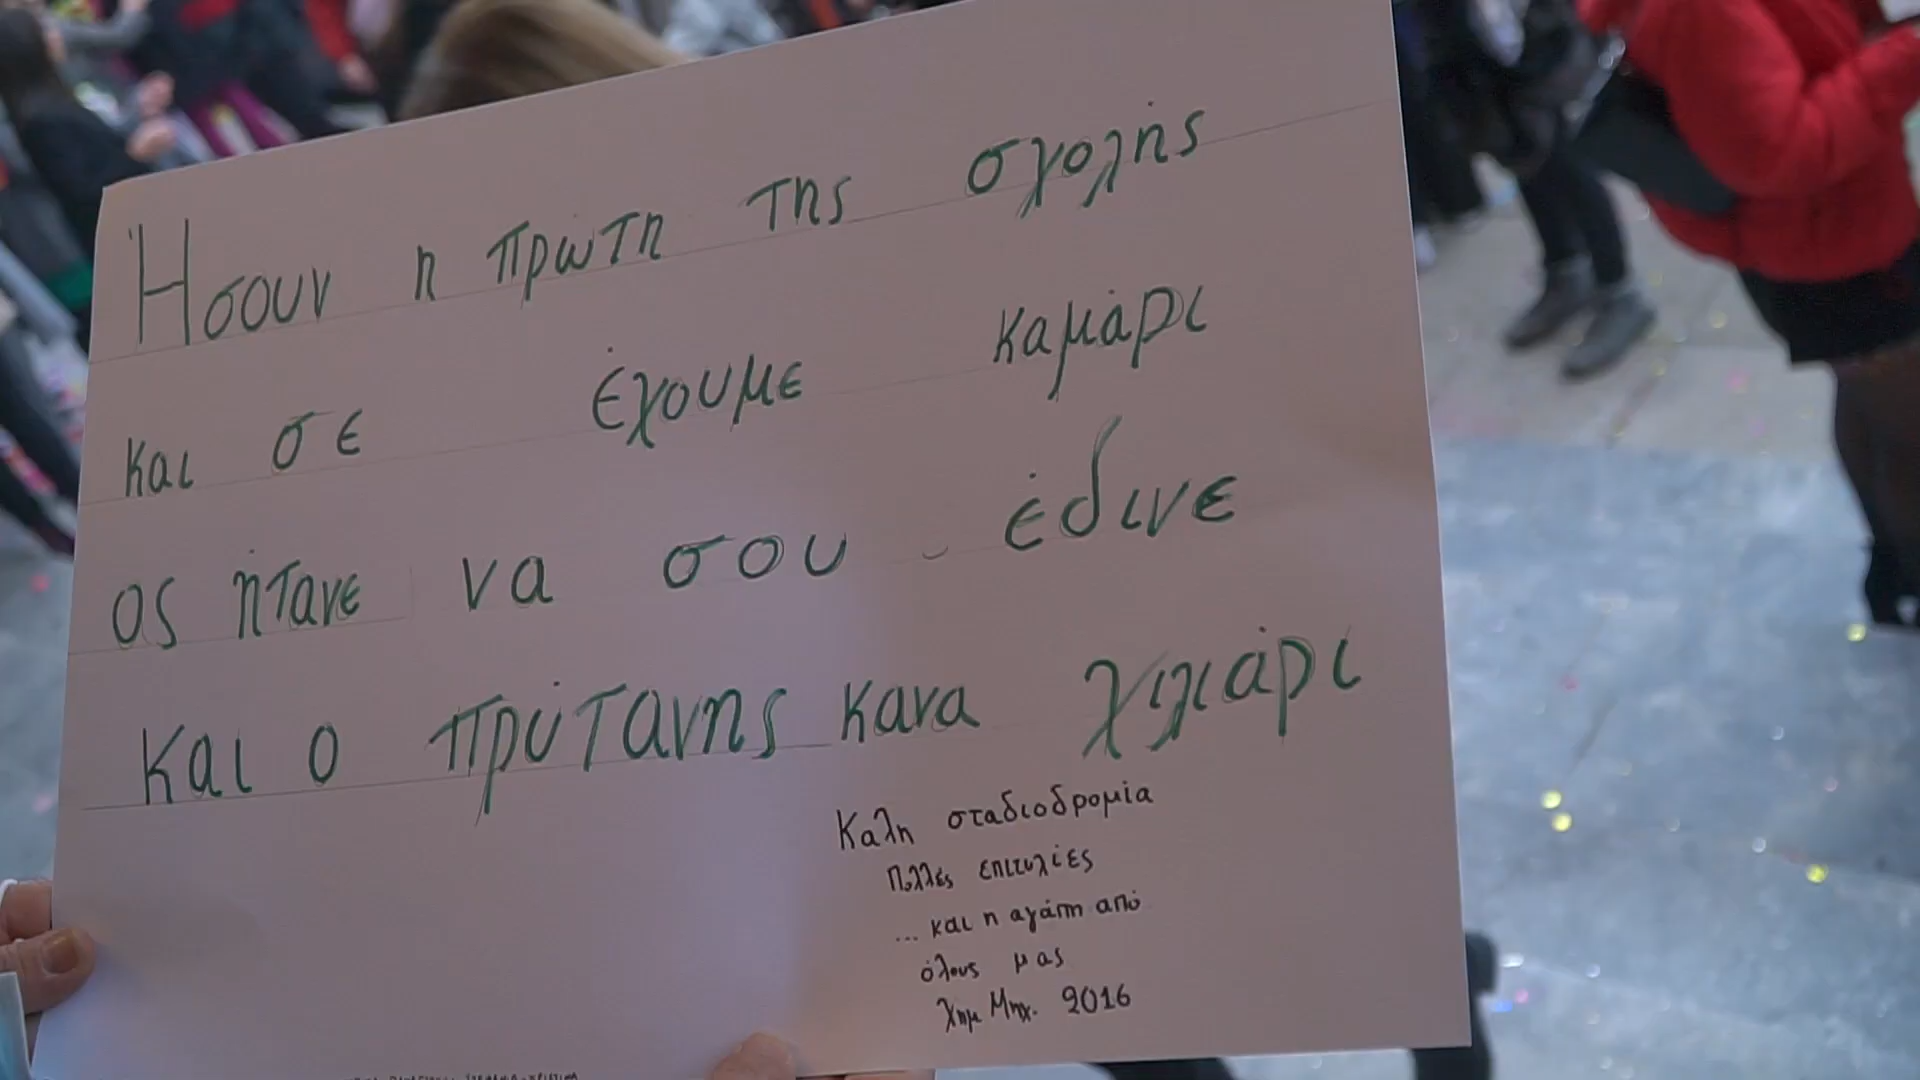 Ήσουν η πρώτη της σχολής
και σε έχουμε καμάρι
ας ήτανε να σου έδινε
και ο πρύτανης κανα χιλιάρι
Καλη σταδιοδρομία
Πολλές επιτυχίες
... και η αγάπη από
όλους μας
Χημ Μηχ. 2016